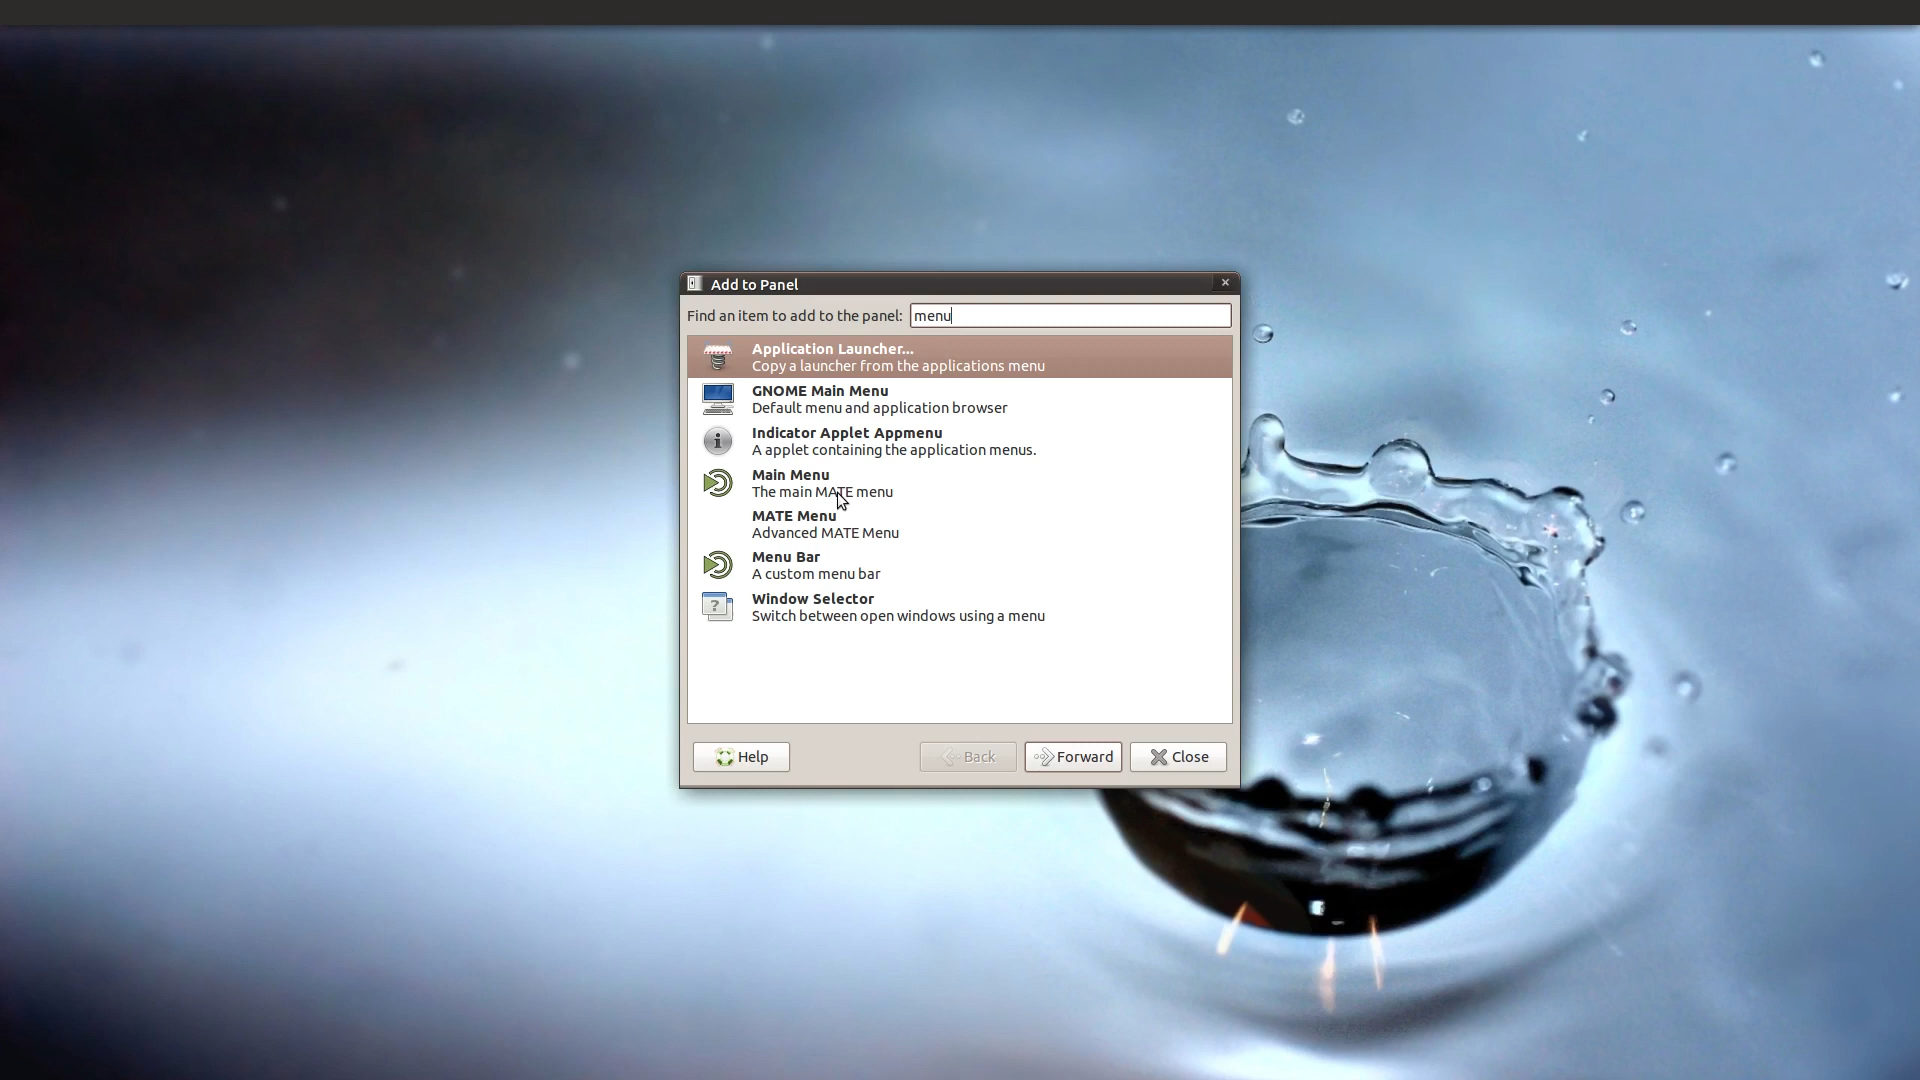 Add to Panel
Find an item to add to the panel: menu
Application Launcher...
Copy a launcher from the applications menu
GNOME Main Menu
Default menu and application browser
Indicator Applet Appmenu
A applet containing the application menus.
Main Menu
The main MATE menu
MATE Menu
Advanced MATE Menu
Menu Bar
A custom menu bar
Window Selector
Switch between open windows using a menu
Help Back Forward Close